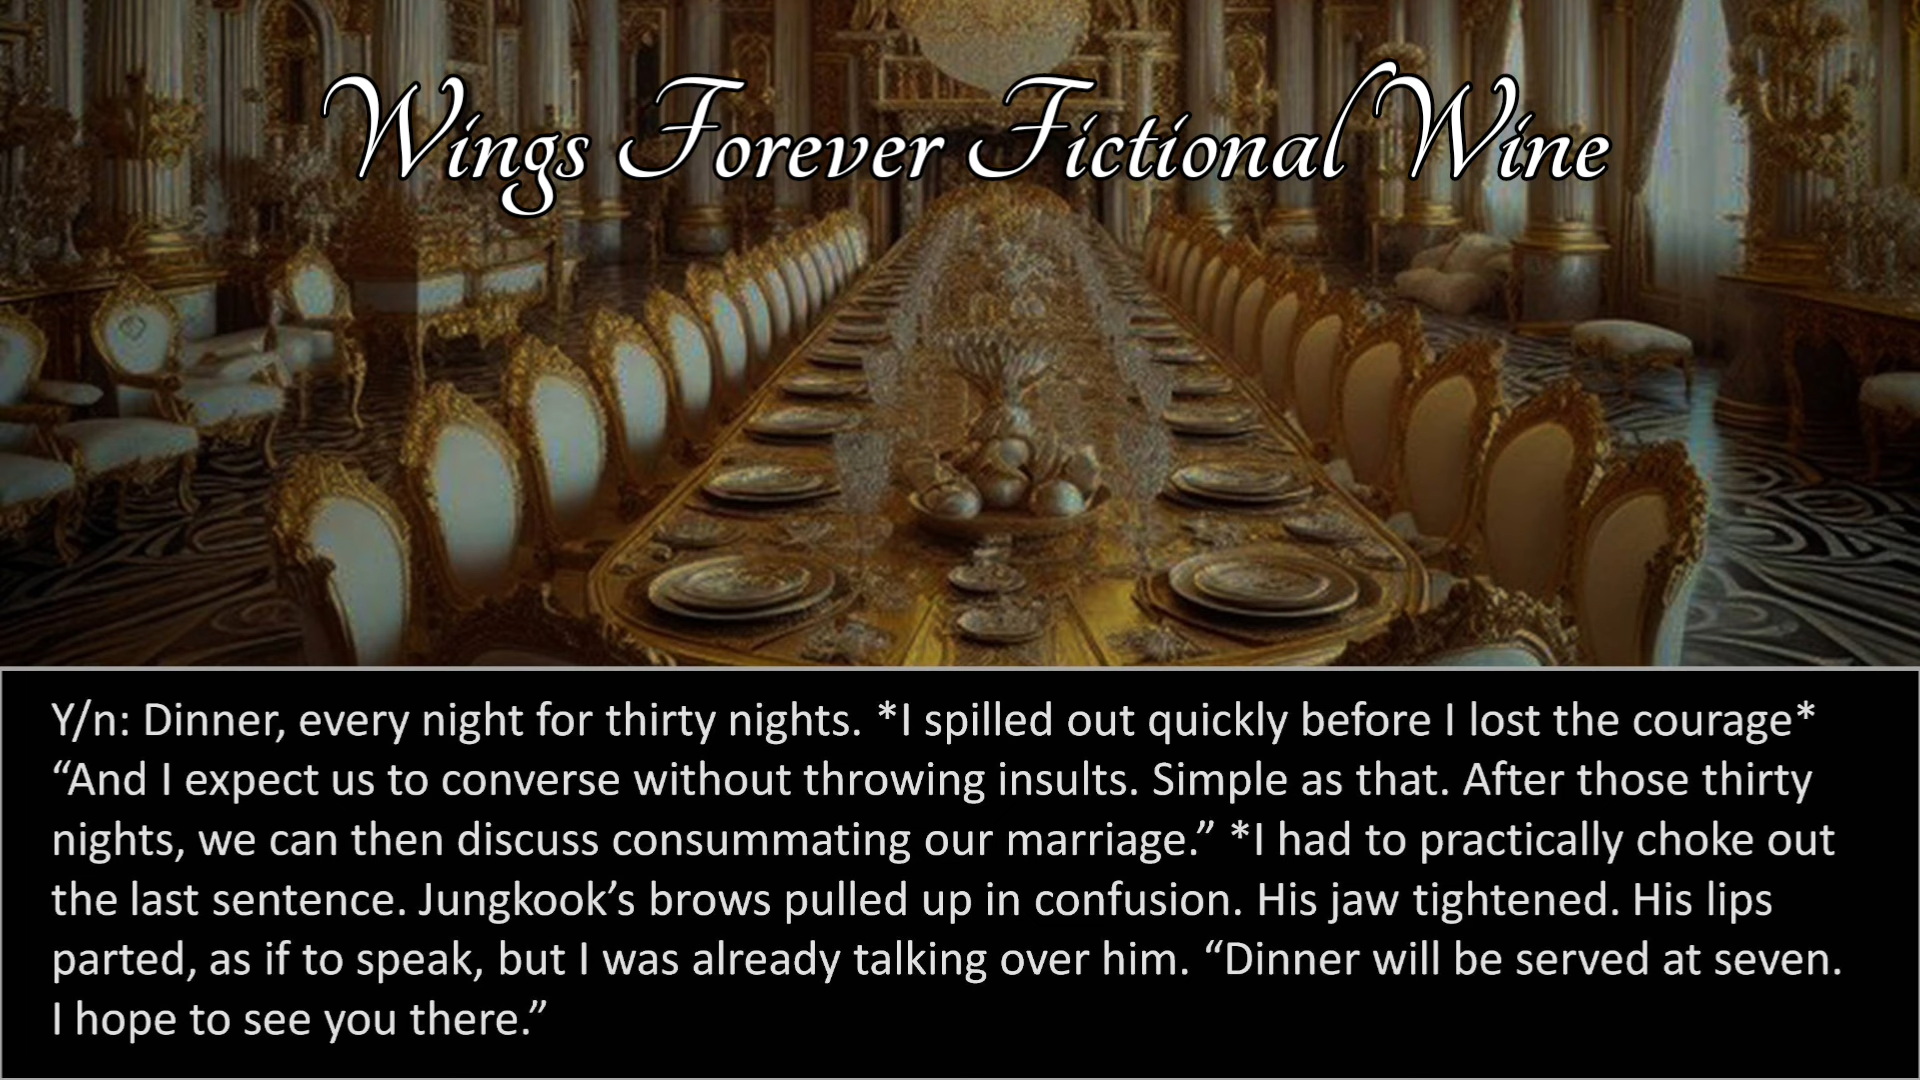 Wings Forever Fictional Wine
Y/n: Dinner, every night for thirty nights. *I spilled out quickly before I lost the courage*
“And I expect us to converse without throwing insults. Simple as that. After those thirty
nights, we can then discuss consummating our marriage.” *I had to practically choke out
the last sentence. Jungkook’s brows pulled up in confusion. His jaw tightened. His lips
parted, as if to speak, but I was already talking over him. “Dinner will be served at seven.
I hope to see you there.”